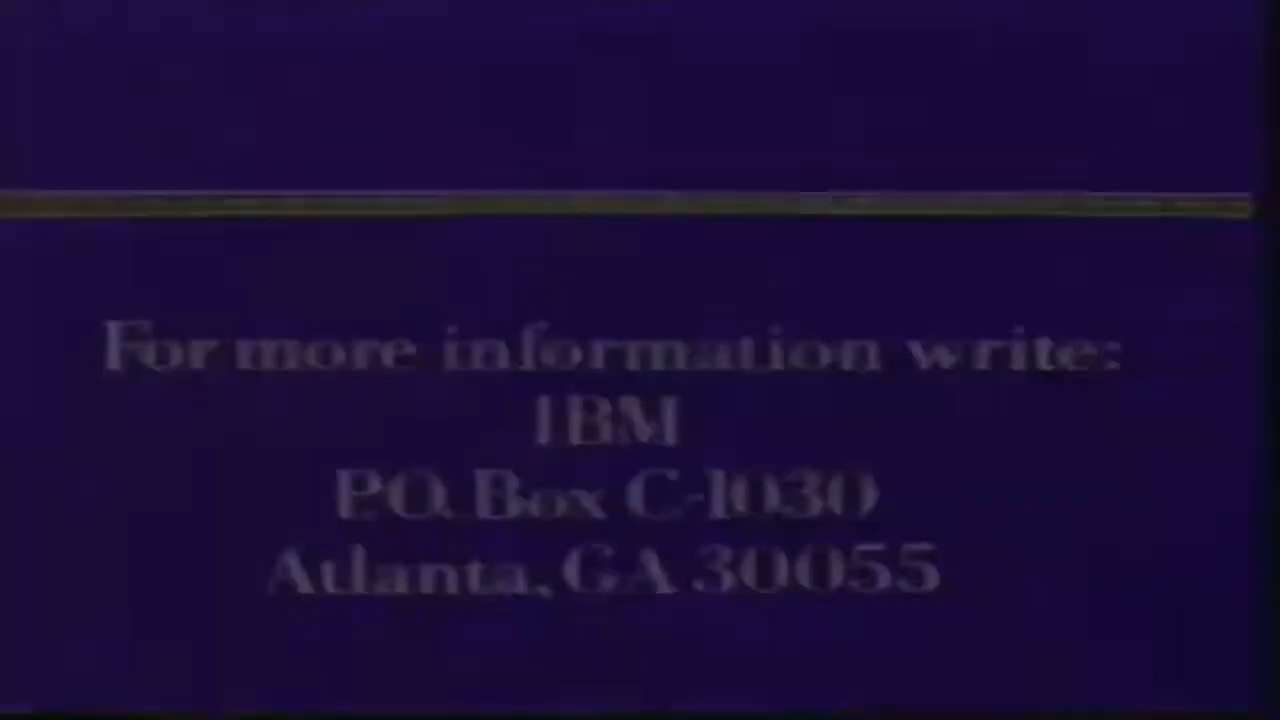 For more information write:
IBM
P.O. Box C-1030
Atlanta, GA 30055